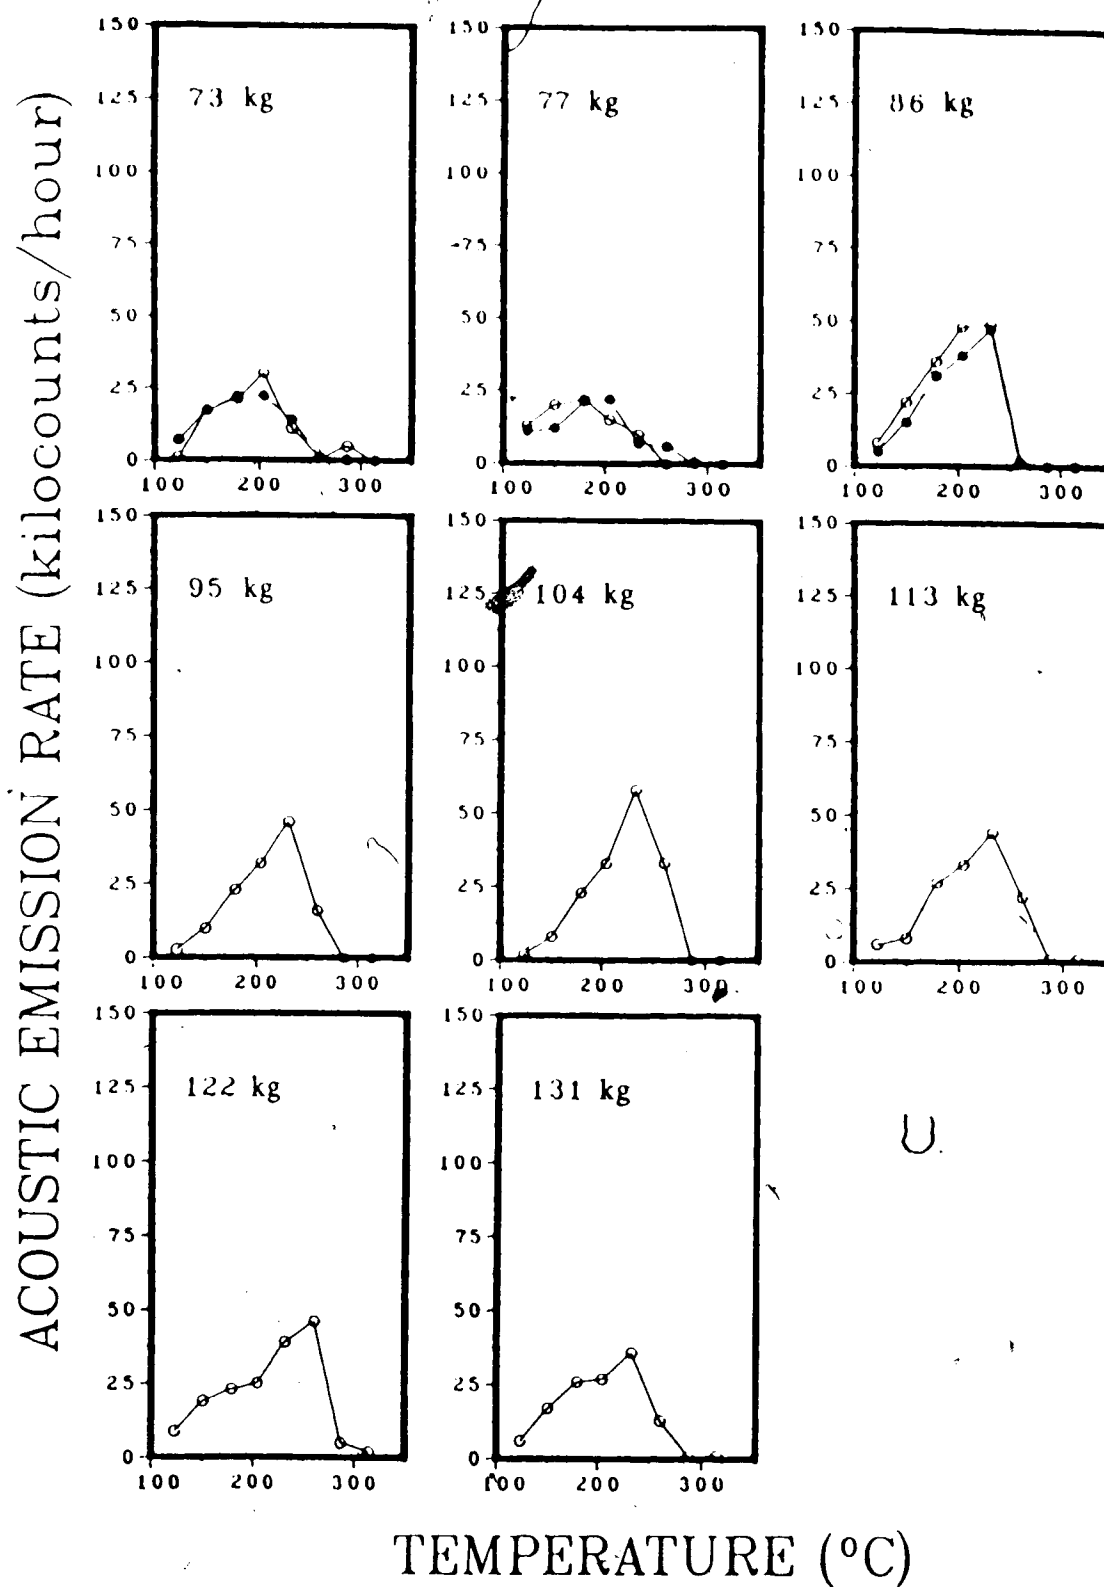 ACOUSTIC EMISSION RATE (kilocounts/hour)
150 150 150
125 73 kg 125 77 kg 125 86 kg
100 100 100
75 75 75
50 50 50
25 25 25
0 0 0
100 200 300 100 200 300 100 200 300
150 150 150
125 95 kg 125 104 kg 125 113 kg
100 100 100
75 75 75
50 50 50
25 25 25
0 0 0
100 200 300 100 200 300 100 200 300
150 150
125 122 kg 125 131 kg
100 100
75 75
50 50
25 25
0 0
100 200 300 100 200 300
TEMPERATURE (°C)